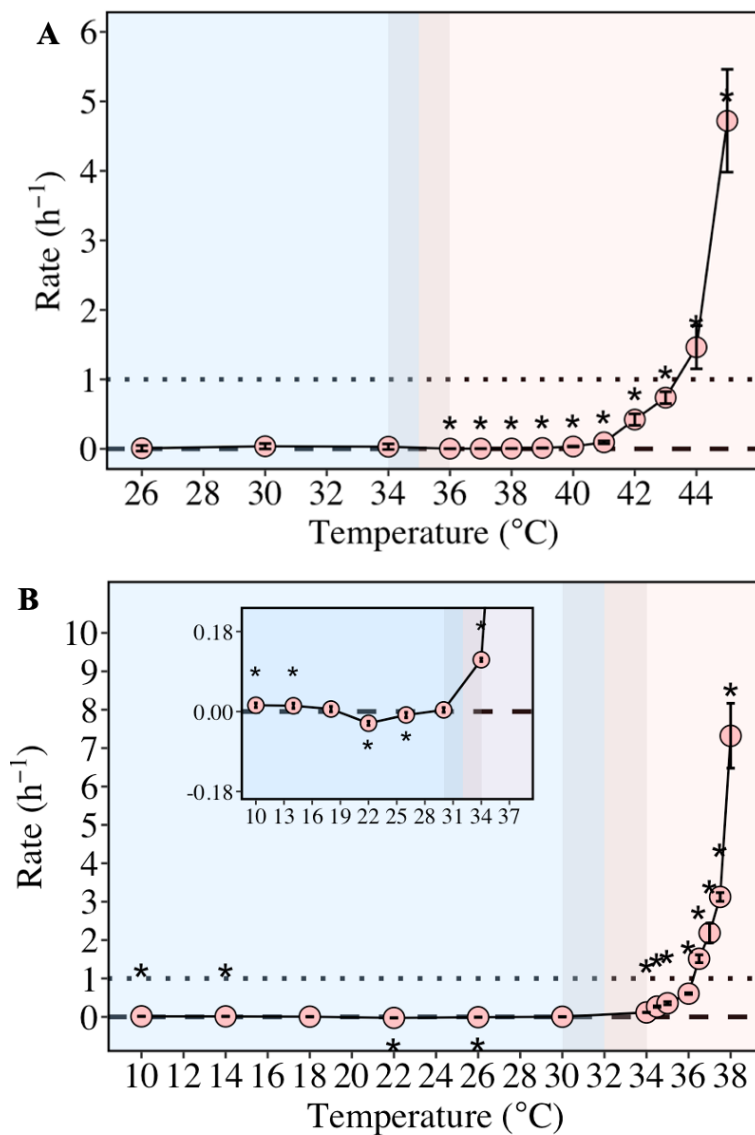 A
6
5
4
3
2
1
0
Rate (h⁻¹)
26 28 30 32 34 36 38 40 42 44
Temperature (°C)
* * * * * * * * * *
B
10
9
8
7
6
5
4
3
2
1
0
Rate (h⁻¹)
0.18
0.00
-0.18
10 13 16 19 22 25 28 31 34 37
* * * * *
* * * * * * * * * * * *
10 12 14 16 18 20 22 24 26 28 30 32 34 36 38
Temperature (°C)